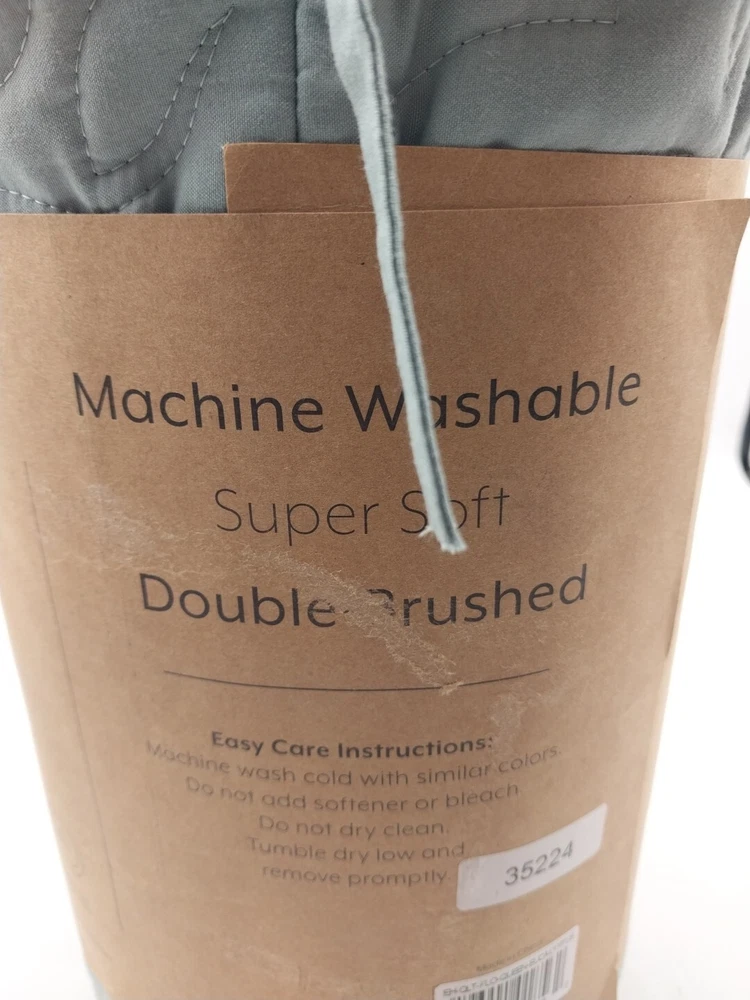 Machine Washable
Super Soft
Double-Brushed
Easy Care Instructions:
Machine wash cold with similar colors.
Do not add softener or bleach
Do not dry clean.
Tumble dry low and
remove promptly.
35224